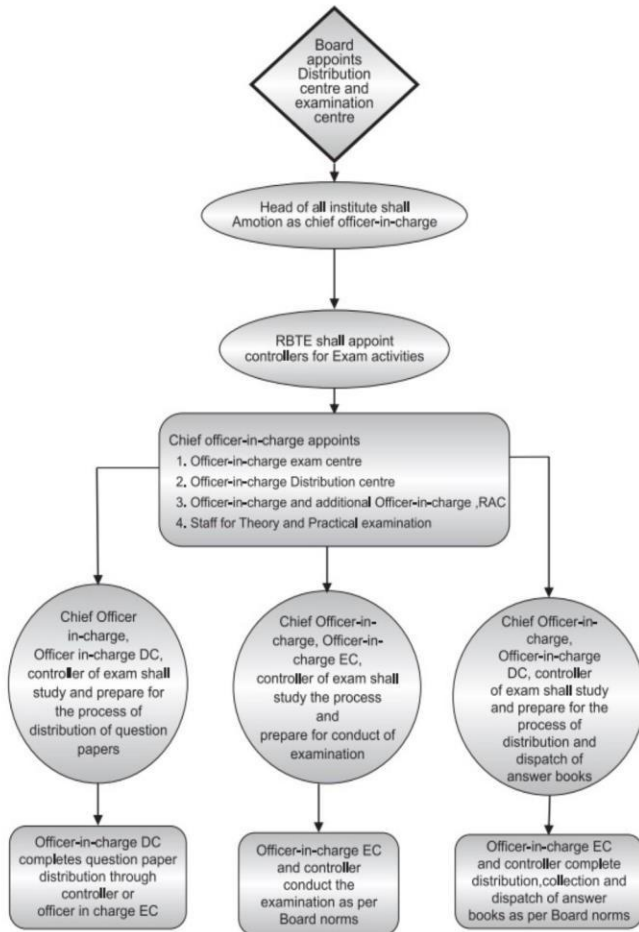 Board
appoints
Distribution
centre and
examination
centre
Head of all institute shall
Amotion as chief officer-in-charge
RBTE shall appoint
controllers for Exam activities
Chief officer-in-charge appoints
1. Officer-in-charge exam centre
2. Officer-in-charge Distribution centre
3. Officer-in-charge and additional Officer-in-charge ,RAC
4. Staff for Theory and Practical examination
Chief Officer
in-charge,
Officer in-charge DC,
controller of exam shall
study and prepare for
the process of
distribution of question
papers
Chief Officer-in-
charge, Officer-in-
charge EC,
controller of exam shall
study the process
and
prepare for conduct of
examination
Chief Officer-in-
charge,
Officer-in-charge
DC, controller
of exam shall study
and prepare for the
process of
distribution and
dispatch of
answer books
Officer-in-charge DC
completes question paper
distribution through
controller or
officer in charge EC
Officer-in-charge EC
and controller
conduct the
examination as per
Board norms
Officer-in-charge EC
and controller complete
distribution,collection and
dispatch of answer
books as per Board norms